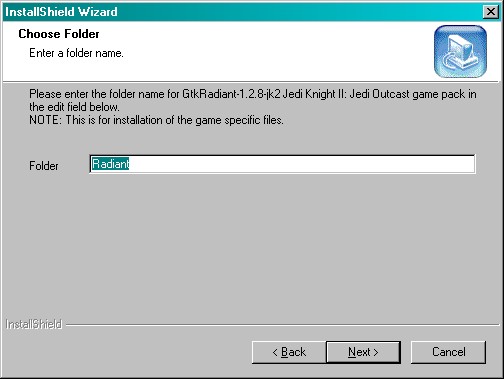 InstallShield Wizard
Choose Folder
Enter a folder name.
Please enter the folder name for GtkRadiant-1.2.8-jk2 Jedi Knight II: Jedi Outcast game pack in
the edit field below.
NOTE: This is for installation of the game specific files.
Folder
Radiant
InstallShield
< Back
Next >
Cancel